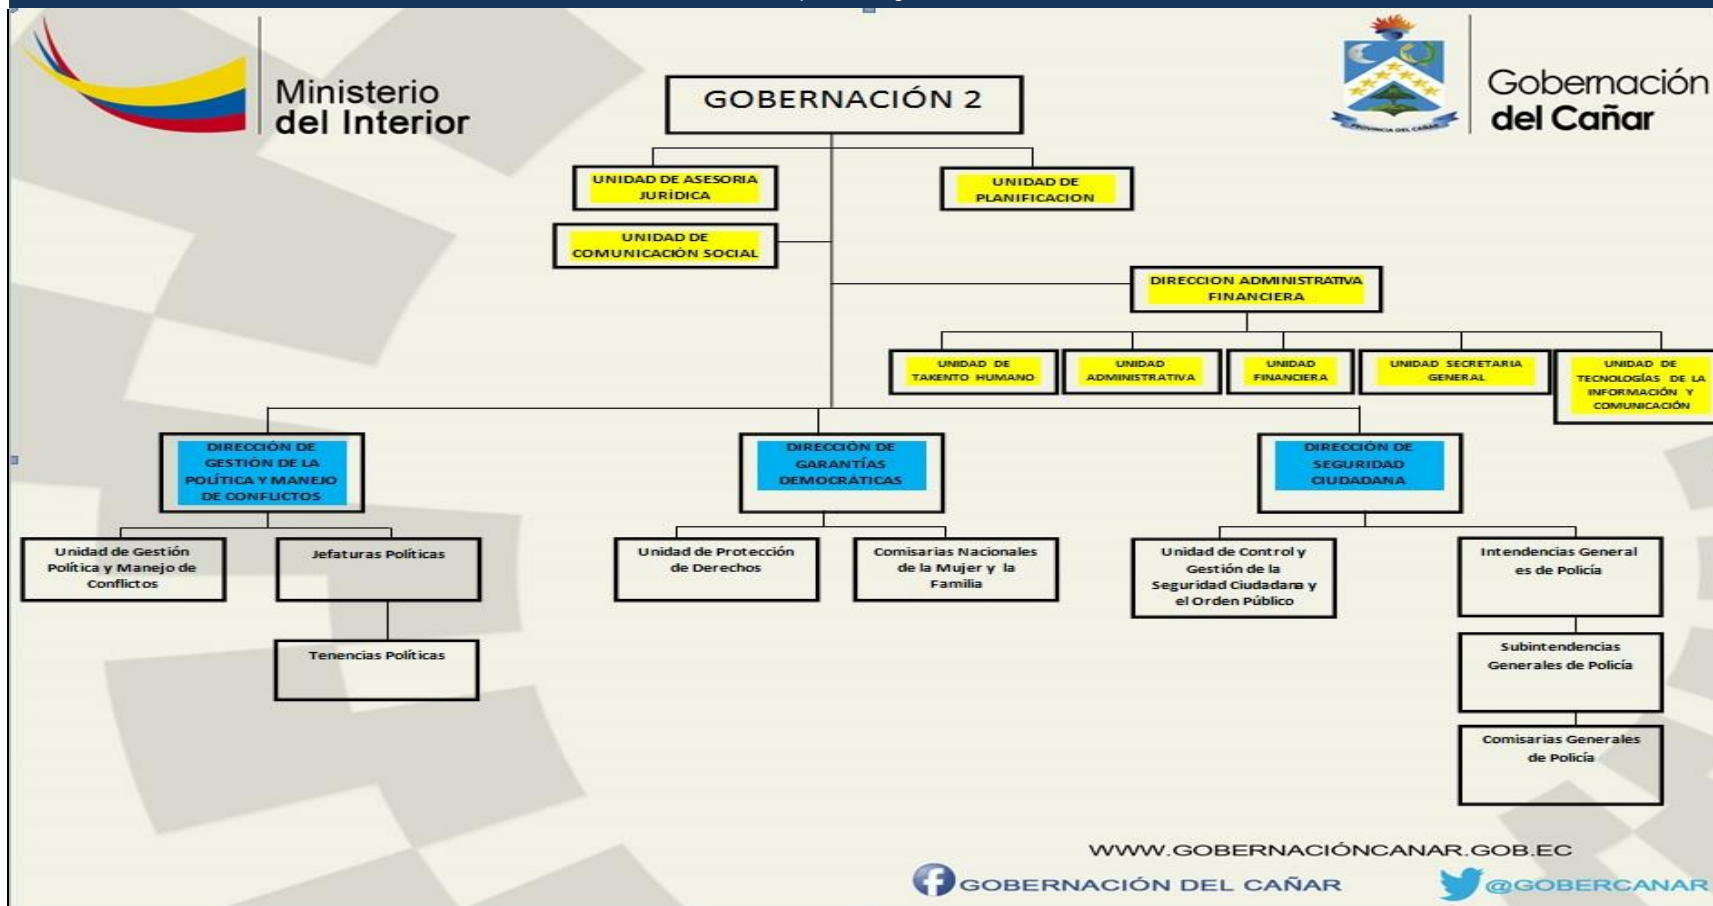 Ministerio
del Interior
GOBERNACIÓN 2
Gobernación
del Cañar
PROVINCIA DEL CAÑAR
UNIDAD DE ASESORIA
JURÍDICA
UNIDAD DE
PLANIFICACION
UNIDAD DE
COMUNICACIÓN SOCIAL
DIRECCION ADMINISTRATIVA
FINANCIERA
UNIDAD DE
TAKENTO HUMANO
UNIDAD
ADMINISTRATIVA
UNIDAD
FINANCIERA
UNIDAD SECRETARIA
GENERAL
UNIDAD DE
TECNOLOGÍAS DE LA
INFORMACIÓN Y
COMUNICACIÓN
DIRECCIÓN DE
GESTIÓN DE LA
POLÍTICA Y MANEJO
DE CONFLICTOS
DIRECCIÓN DE
GARANTÍAS
DEMOCRÁTICAS
DIRECCIÓN DE
SEGURIDAD
CIUDADANA
Unidad de Gestión
Política y Manejo de
Conflictos
Jefaturas Políticas
Unidad de Protección
de Derechos
Comisarias Nacionales
de la Mujer y la
Familia
Unidad de Control y
Gestión de la
Seguridad Ciudadana y
el Orden Público
Intendencias General
es de Policía
Tenencias Políticas
Subintendencias
Generales de Policía
Comisarias Generales
de Policía
WWW.GOBERNACIÓNCANAR.GOB.EC
GOBERNACIÓN DEL CAÑAR
@GOBERCANAR